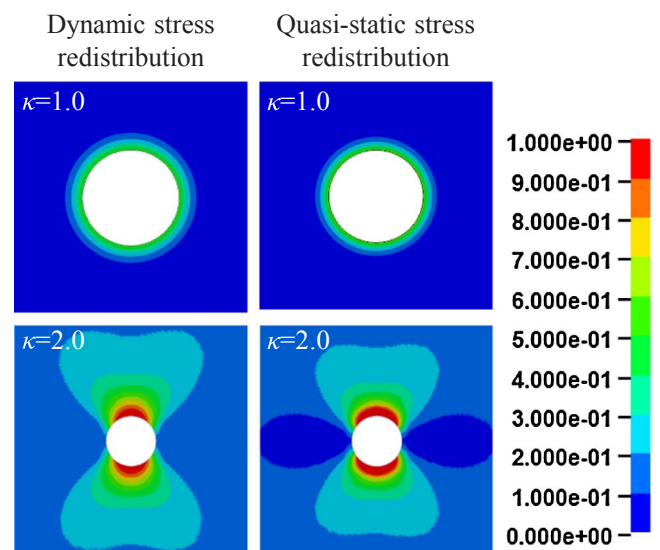 Dynamic stress
redistribution
Quasi-static stress
redistribution
κ=1.0
κ=1.0
κ=2.0
κ=2.0
1.000e+00
9.000e-01
8.000e-01
7.000e-01
6.000e-01
5.000e-01
4.000e-01
3.000e-01
2.000e-01
1.000e-01
0.000e+00